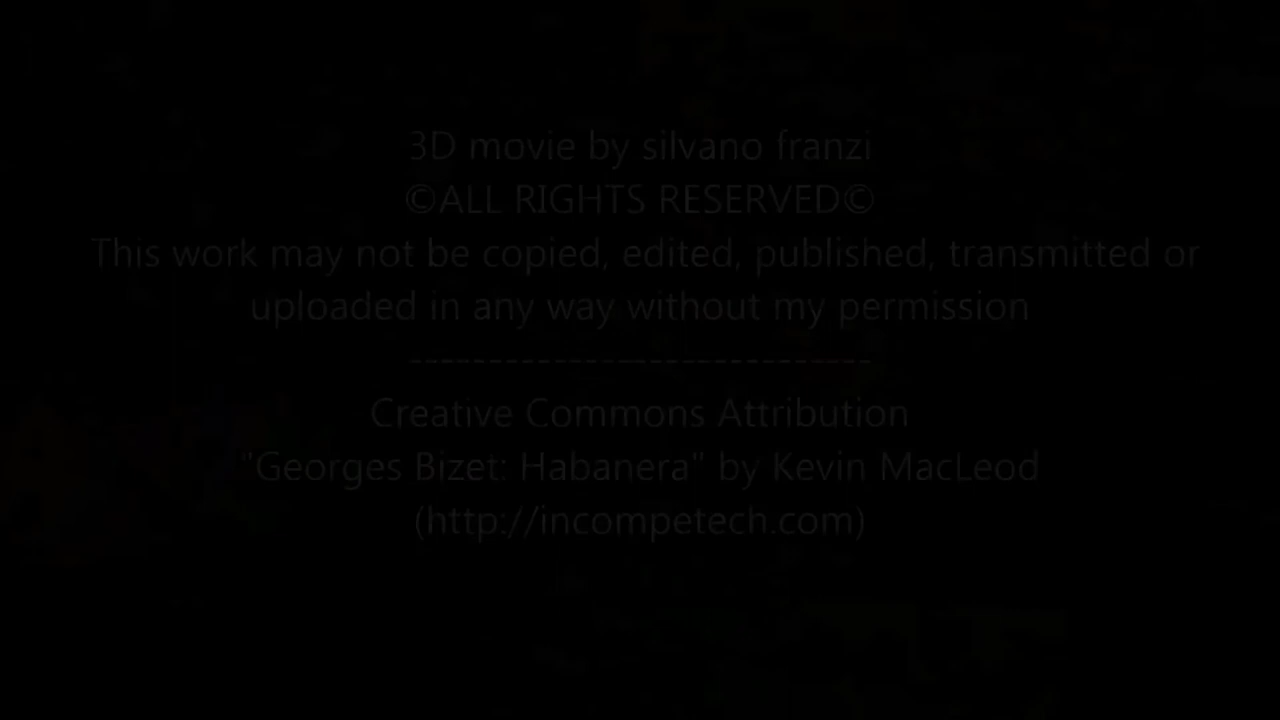 3D movie by silvano franzi
©ALL RIGHTS RESERVED©
This work may not be copied, edited, published, transmitted or
uploaded in any way without my permission
------------------------------
Creative Commons Attribution
"Georges Bizet: Habanera" by Kevin MacLeod
(http://incompetech.com)